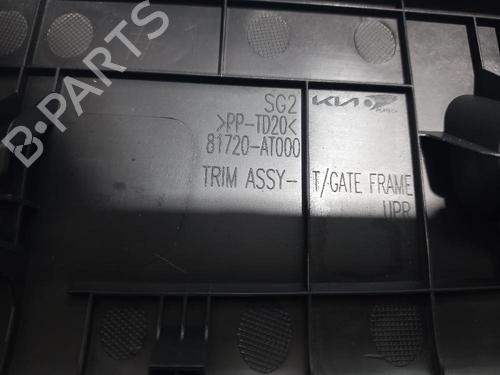 B-PARTS
SG2
>PP-TD20<
81720-AT000
TRIM ASSY-
KIA
T/GATE FRAME
UPR